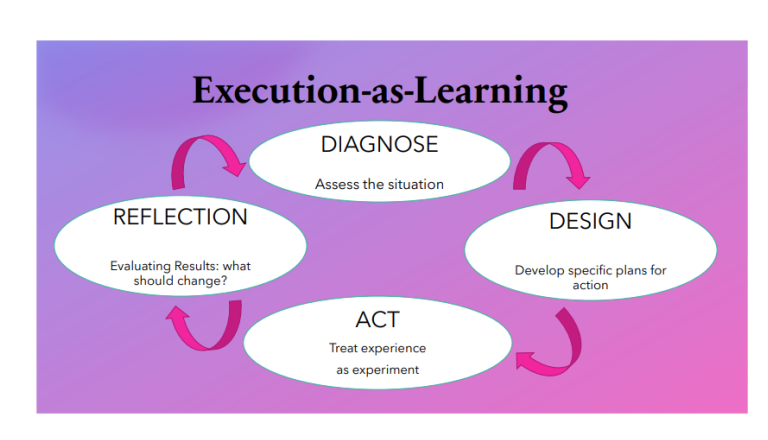 Execution-as-Learning
DIAGNOSE
Assess the situation
REFLECTION
Evaluating Results: what
should change?
DESIGN
Develop specific plans for
action
ACT
Treat experience
as experiment